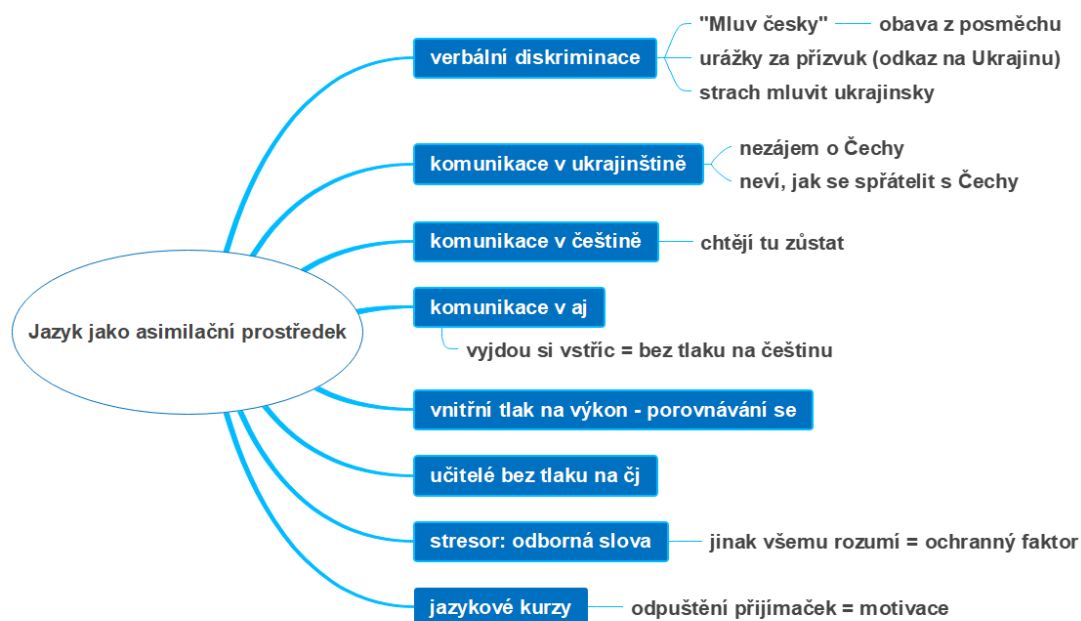 "Mluv česky"
obava z posměchu
verbální diskriminace
urážky za přízvuk (odkaz na Ukrajinu)
strach mluvit ukrajinsky
komunikace v ukrajinštině
nezájem o Čechy
neví, jak se spřátelit s Čechy
komunikace v češtině
chtějí tu zůstat
komunikace v aj
Jazyk jako asimilační prostředek
vyjdou si vstříc = bez tlaku na češtinu
vnitřní tlak na výkon - porovnávání se
učitelé bez tlaku na čj
stresor: odborná slova
jinak všemu rozumí = ochranný faktor
jazykové kurzy
odpuštění přijímaček = motivace